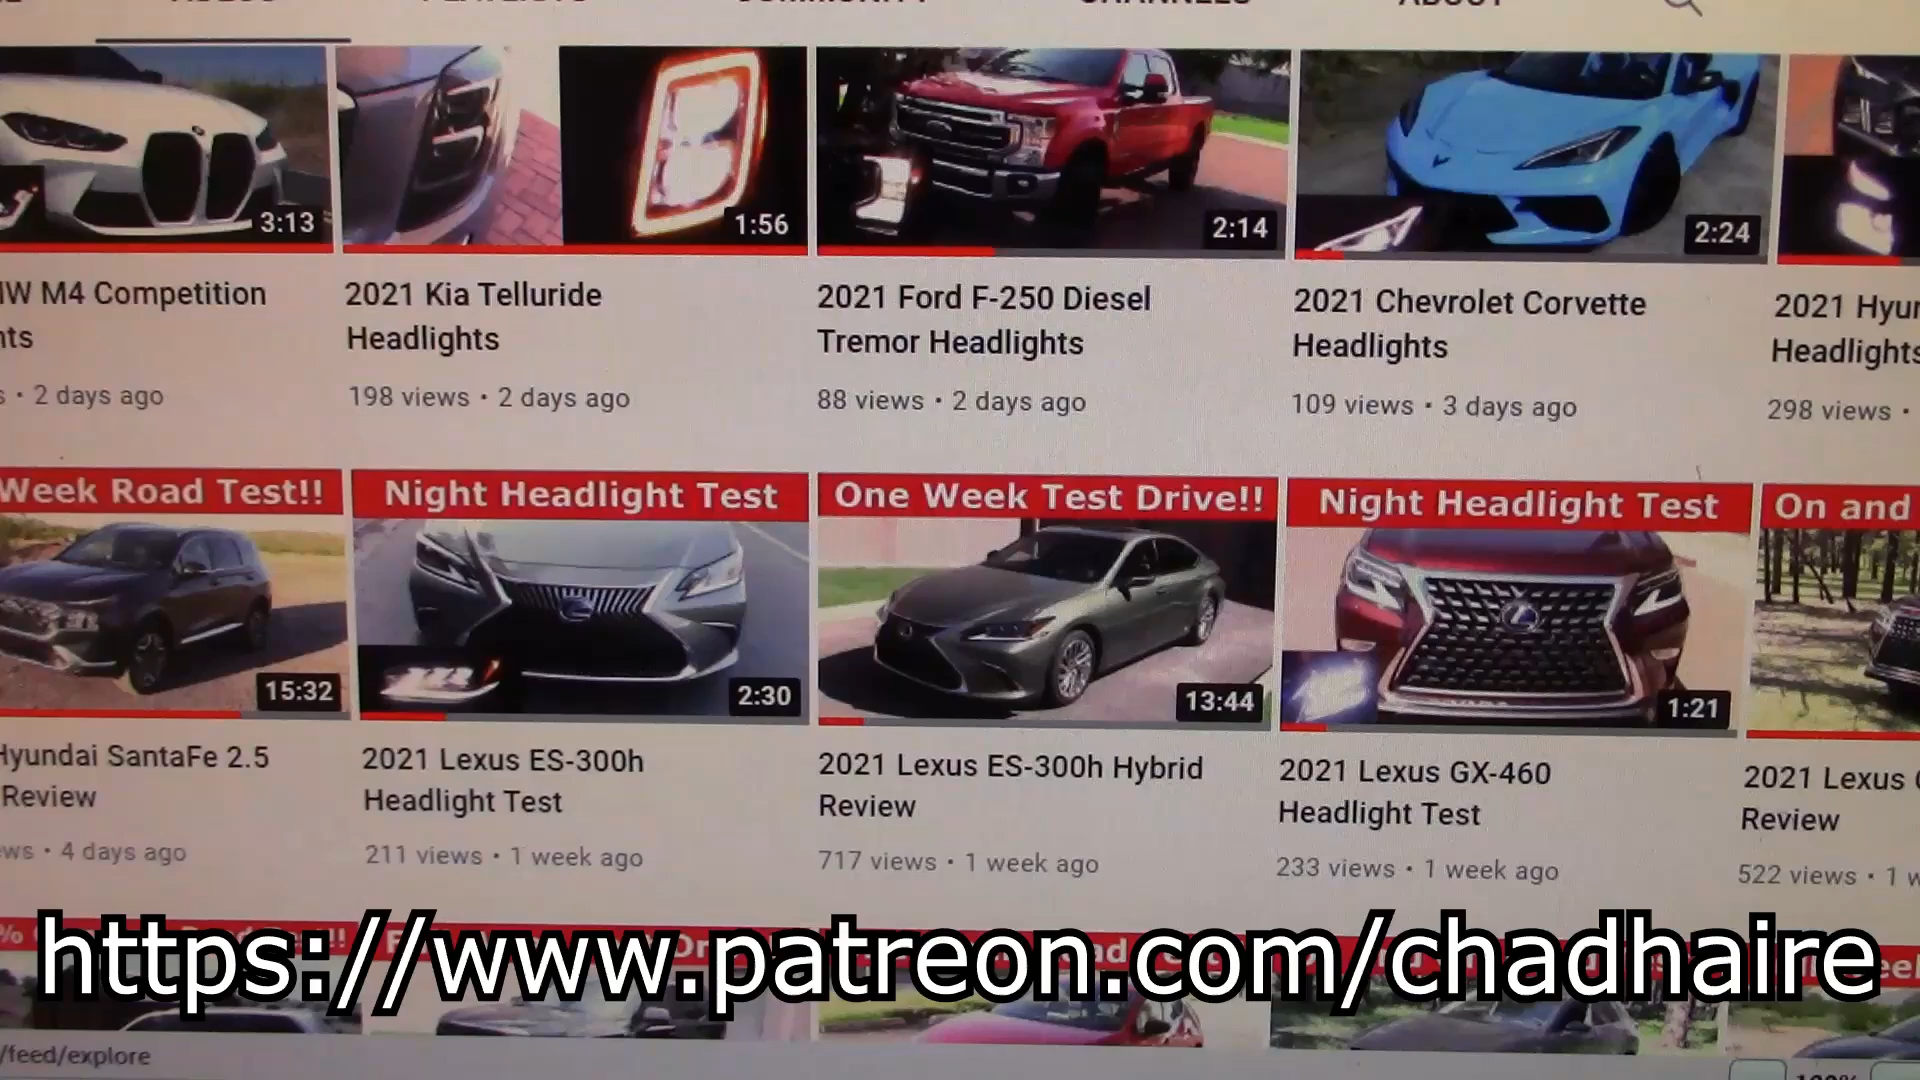 VIDEOS PLAYLISTS COMMUNITY CHANNELS ABOUT
3:13
1:56
2:14
2:24
M4 Competition
2021 Kia Telluride
Headlights
2021 Ford F-250 Diesel
Tremor Headlights
2021 Chevrolet Corvette
Headlights
2021
Headlights
2 days ago
198 views • 2 days ago
88 views • 2 days ago
109 views • 3 days ago
298 views •
Week Road Test!!
Night Headlight Test
One Week Test Drive!!
Night Headlight Test
On and
15:32
2:30
13:44
1:21
Hyundai SantaFe 2.5
Review
2021 Lexus ES-300h
Headlight Test
2021 Lexus ES-300h Hybrid
Review
2021 Lexus GX-460
Headlight Test
2021 Lexus
Review
• 4 days ago
211 views • 1 week ago
717 views • 1 week ago
233 views • 1 week ago
522 views • 1
https://www.patreon.com/chadhaire
/feed/explore